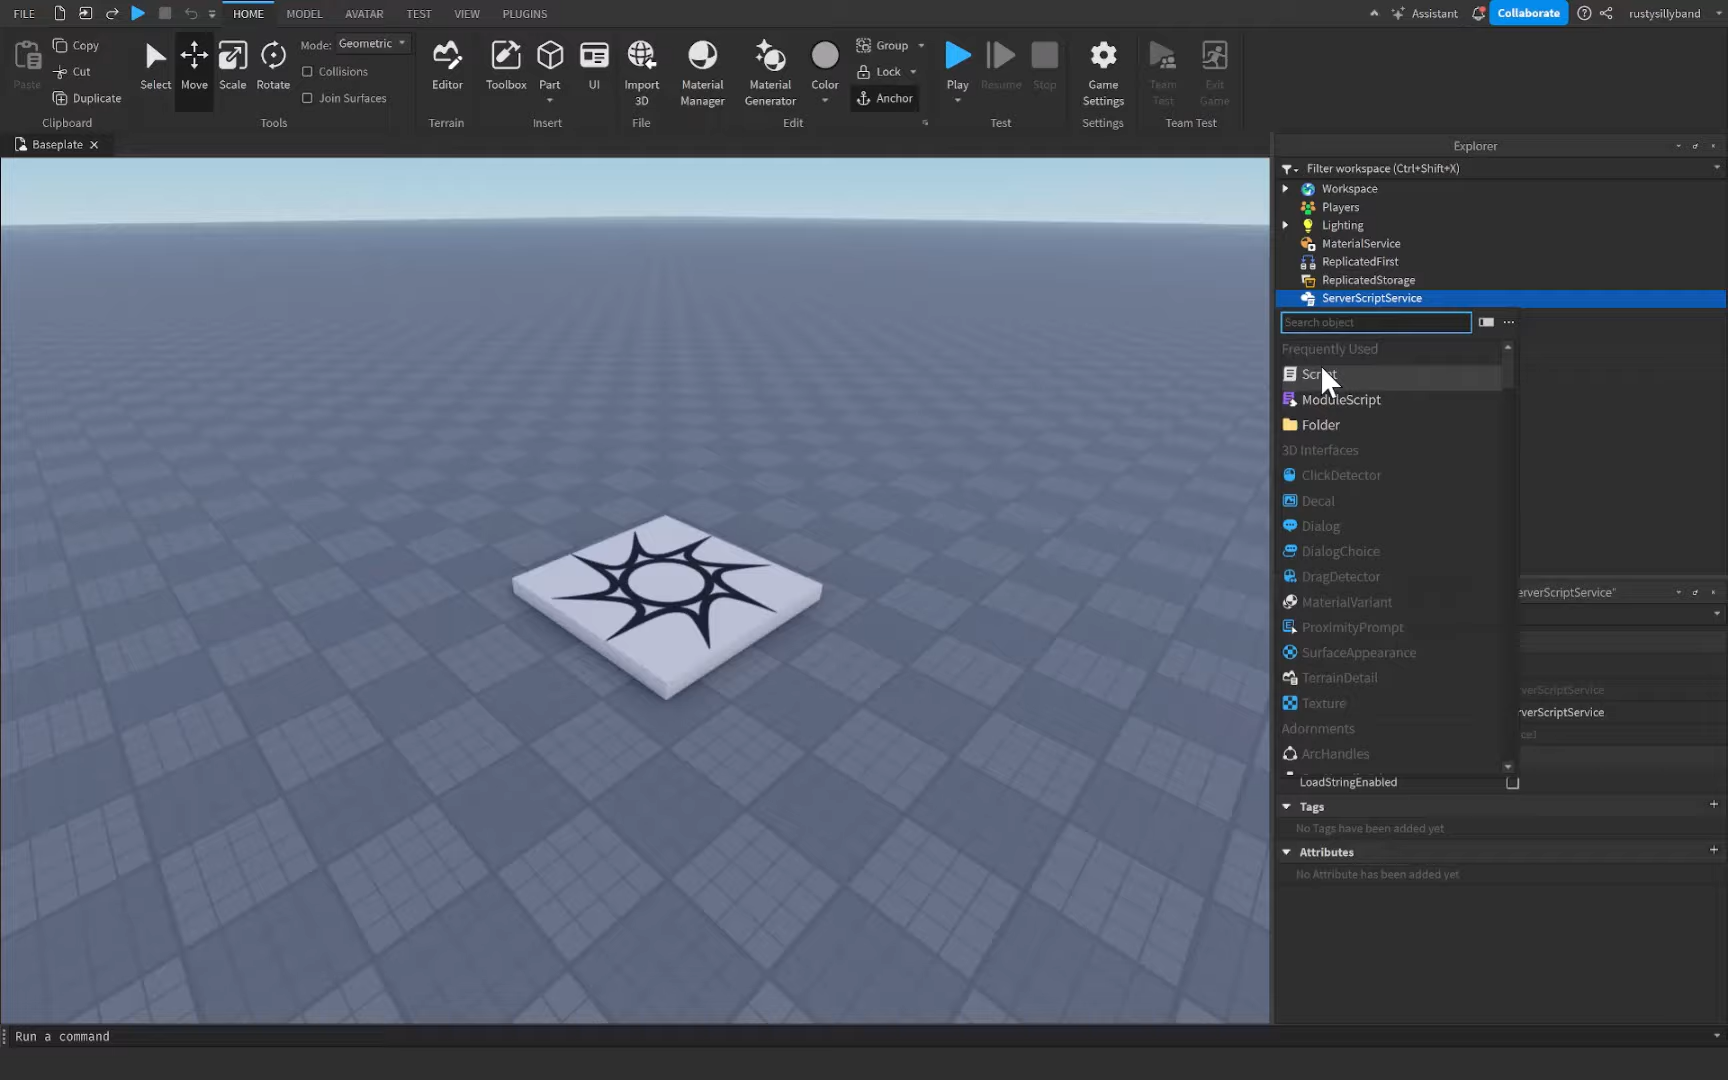 FILE HOME MODEL AVATAR TEST VIEW PLUGINS Assistant Collaborate rustysillyband
Paste Copy Cut Duplicate Clipboard
Select Move Scale Rotate Mode: Geometric Collisions Join Surfaces Tools
Editor Terrain
Toolbox Part UI Insert
Import 3D File
Material Manager Material Generator Color Group Lock Anchor Edit
Play Resume Stop Test
Game Settings Settings
Team Test Exit Game Team Test
Baseplate
Explorer
Filter workspace (Ctrl+Shift+X)
Workspace
Players
Lighting
MaterialService
ReplicatedFirst
ReplicatedStorage
ServerScriptService
Search object
Frequently Used
Script
ModuleScript
Folder
3D Interfaces
ClickDetector
Decal
Dialog
DialogChoice
DragDetector
MaterialVariant
erverScriptService"
ProximityPrompt
SurfaceAppearance
TerrainDetail
erverScriptService
Texture
erverScriptService
Adornments
ArcHandles
LoadStringEnabled
Tags
No Tags have been added yet
Attributes
No Attribute has been added yet
Run a command